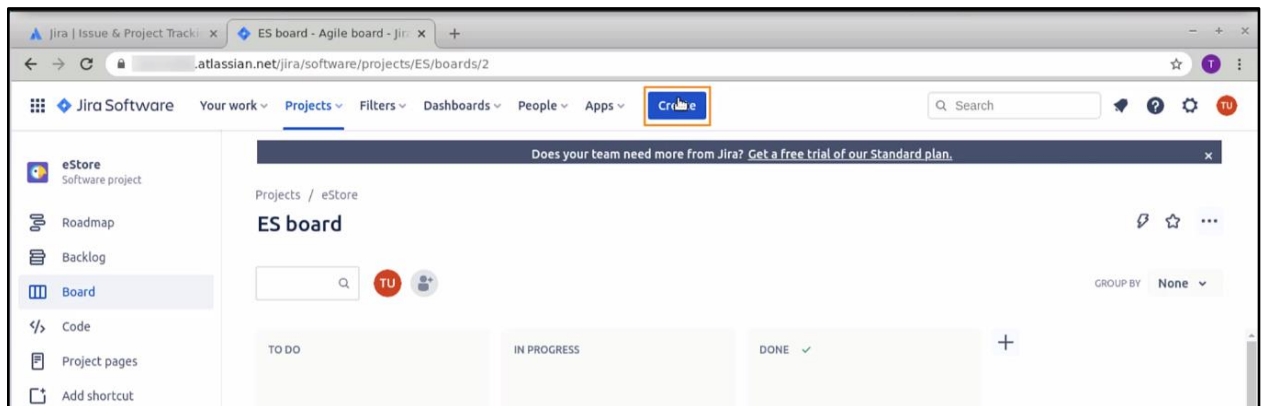 Jira | Issue & Project Tracki
ES board - Agile board - Jir
.atlassian.net/jira/software/projects/ES/boards/2
T
Jira Software Your work Projects Filters Dashboards People Apps Create Search TU
eStore
Software project
Does your team need more from Jira? Get a free trial of our Standard plan.
Projects / eStore
ES board
Roadmap
Backlog
Board
Code
Project pages
Add shortcut
TU
GROUP BY None
TO DO
IN PROGRESS
DONE